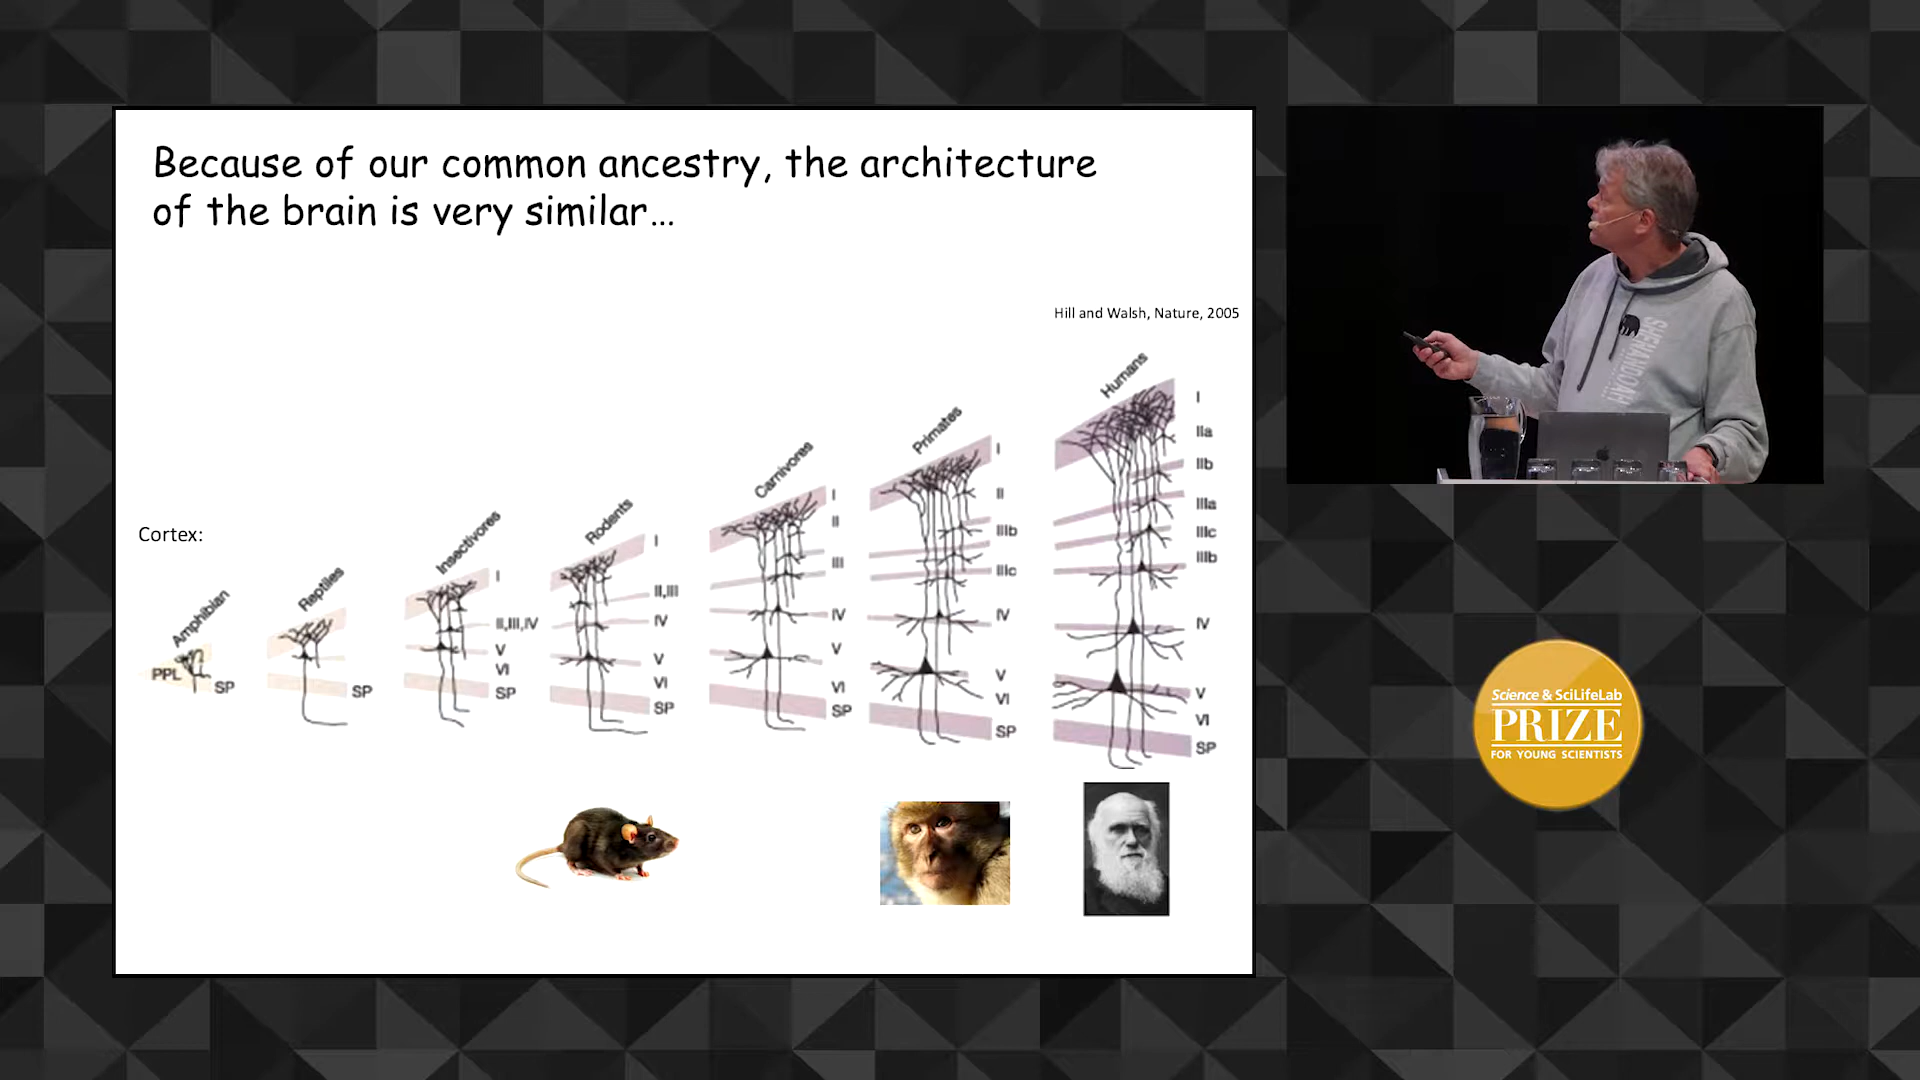 Because of our common ancestry, the architecture
of the brain is very similar...
Hill and Walsh, Nature, 2005
Cortex:
Amphibian
PPL
SP
Reptiles
SP
Insectivores
I
II,III,IV
V
VI
SP
Rodents
I
II,III
IV
V
VI
SP
Carnivores
I
II
III
IV
V
VI
SP
Primates
I
II
IIIb
IIIc
IV
V
VI
SP
Humans
I
IIa
IIb
IIIa
IIIc
IIIb
IV
V
VI
SP
SHENANDOAH
Science & SciLifeLab
PRIZE
FOR YOUNG SCIENTISTS